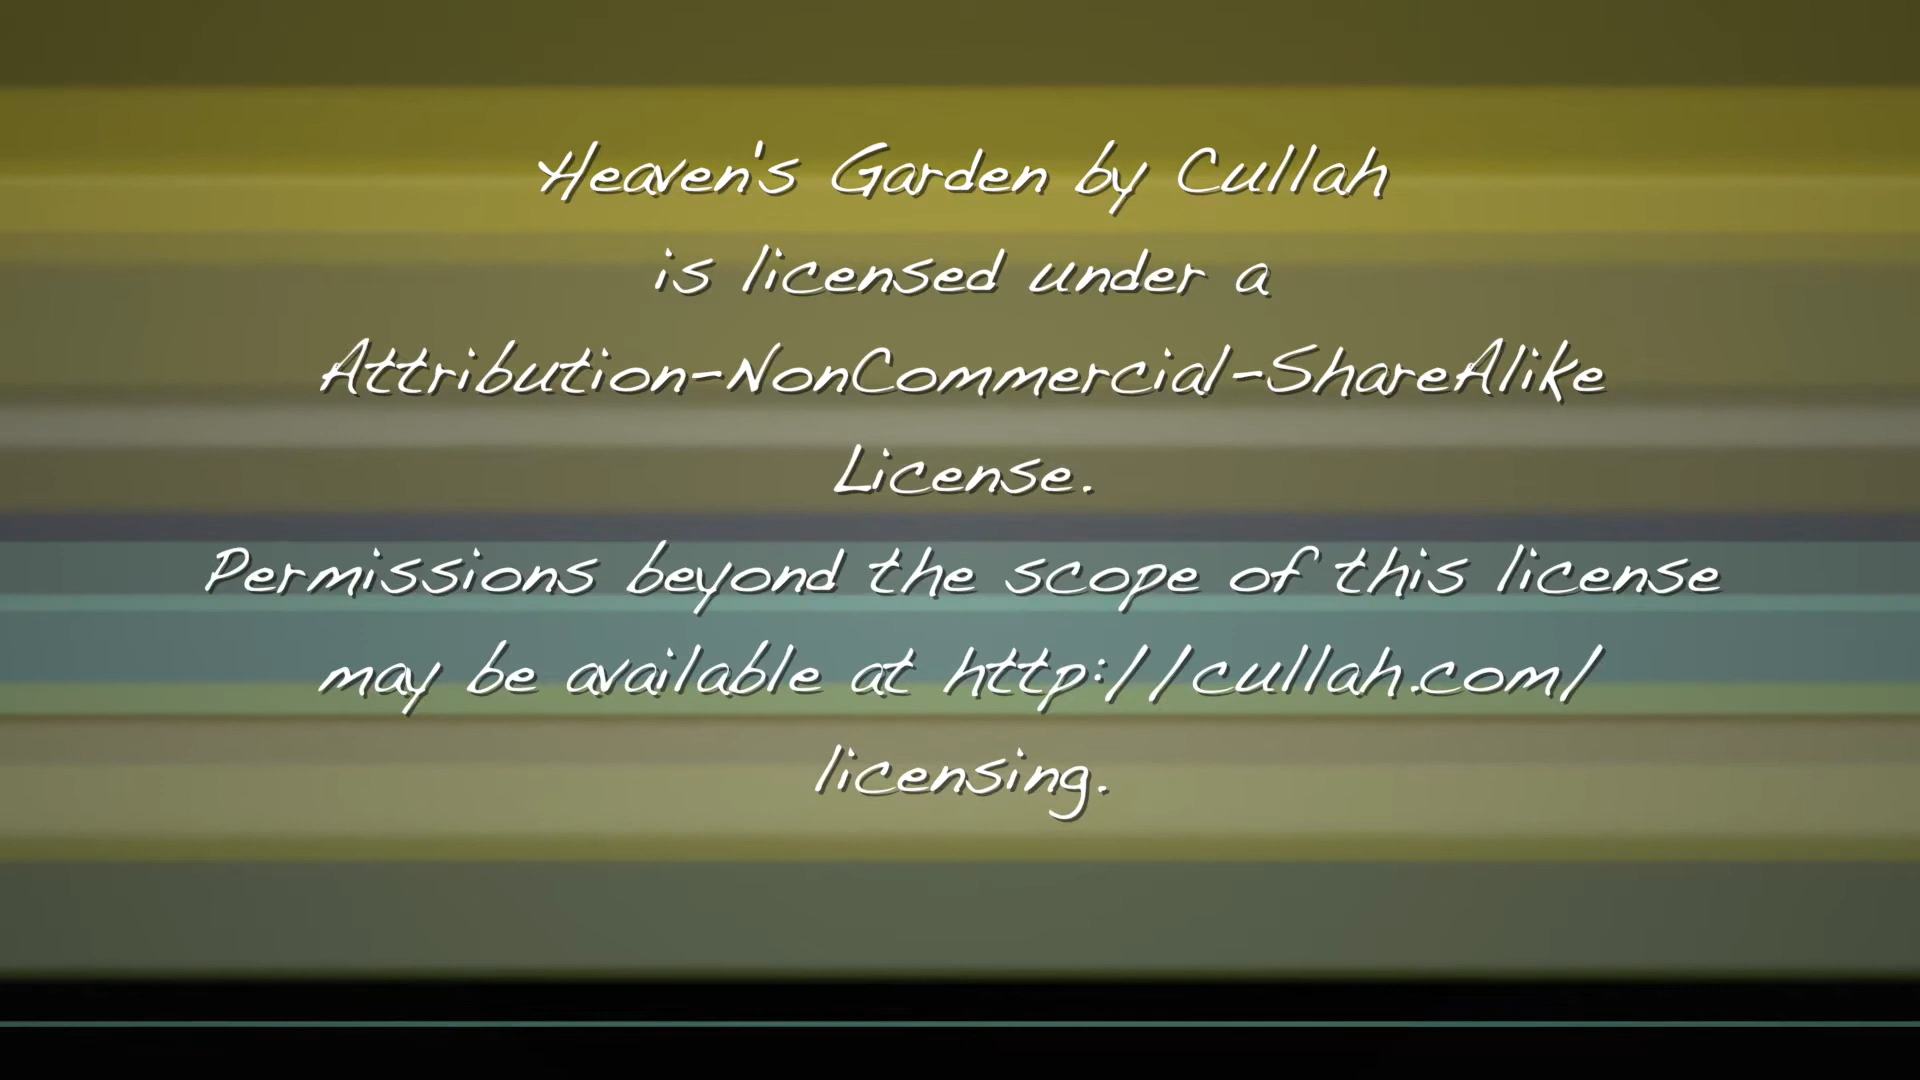 Heaven's Garden by Cullah
is licensed under a
Attribution-NonCommercial-ShareAlike
License.
Permissions beyond the scope of this license
may be available at http://cullah.com/
licensing.